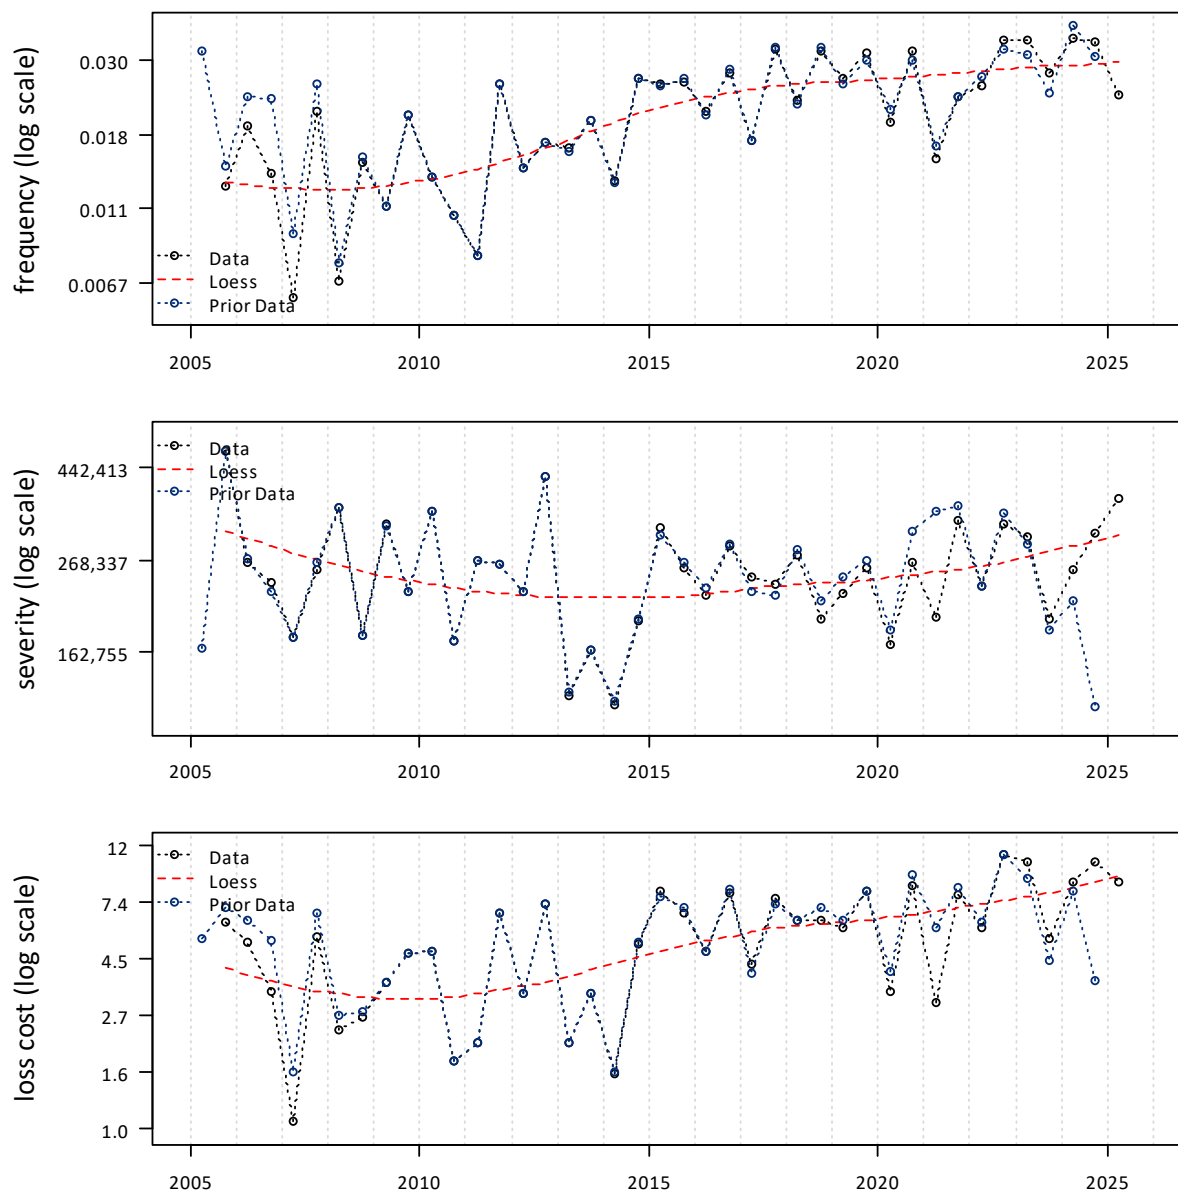 frequency (log scale)
0.030
0.018
0.011
0.0067
Data
Loess
Prior Data
2005 2010 2015 2020 2025
severity (log scale)
442,413
268,337
162,755
Data
Loess
Prior Data
2005 2010 2015 2020 2025
loss cost (log scale)
12
7.4
4.5
2.7
1.6
1.0
Data
Loess
Prior Data
2005 2010 2015 2020 2025